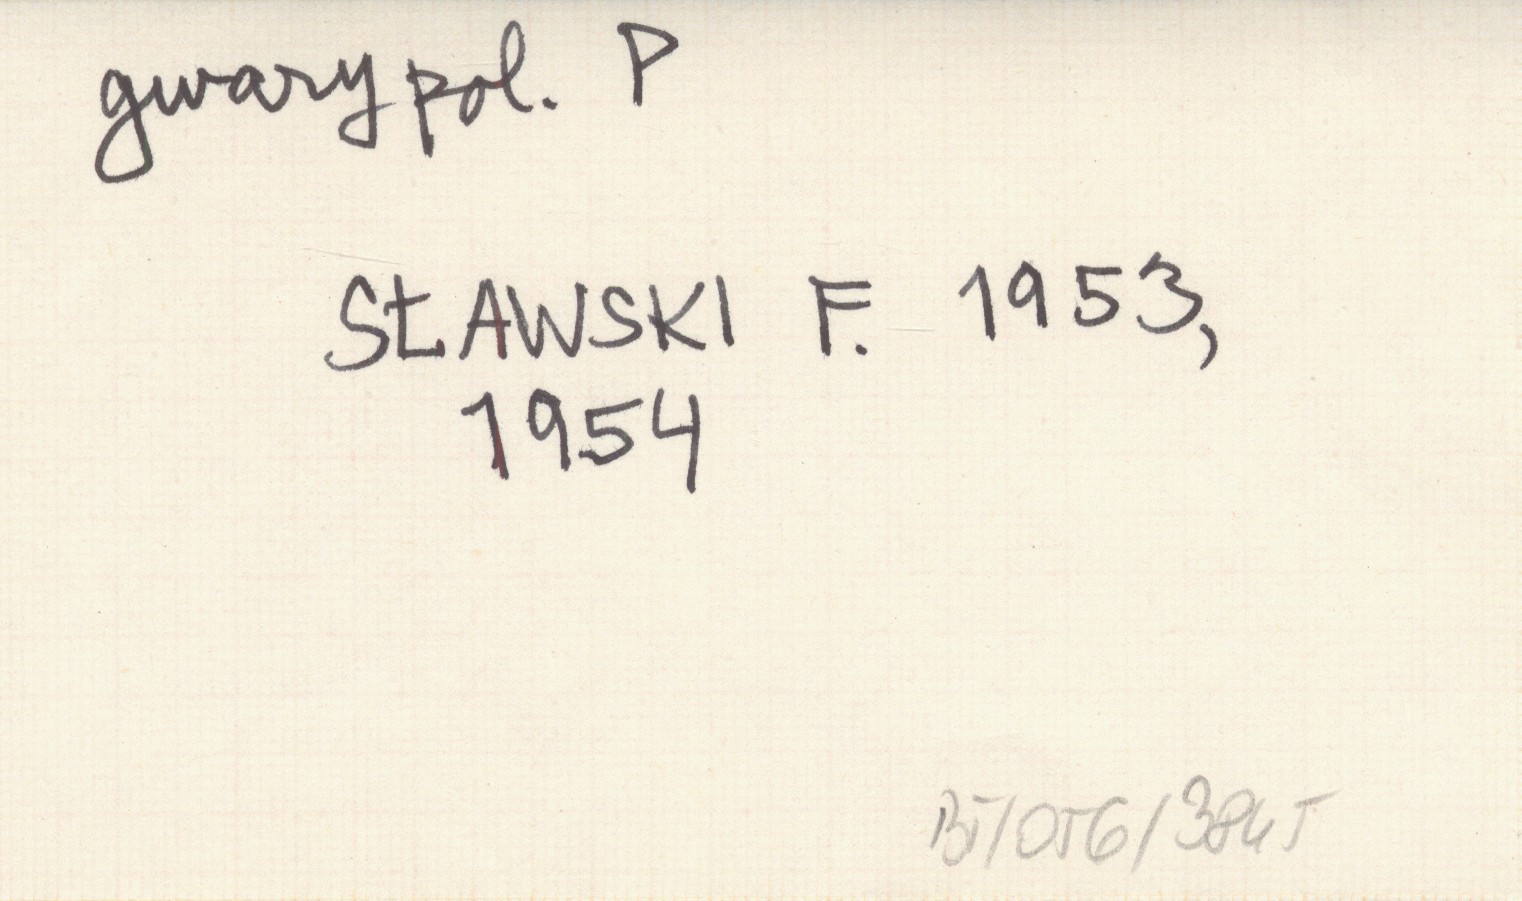 gwary pol. P
SŁAWSKI F. 1953,
1954